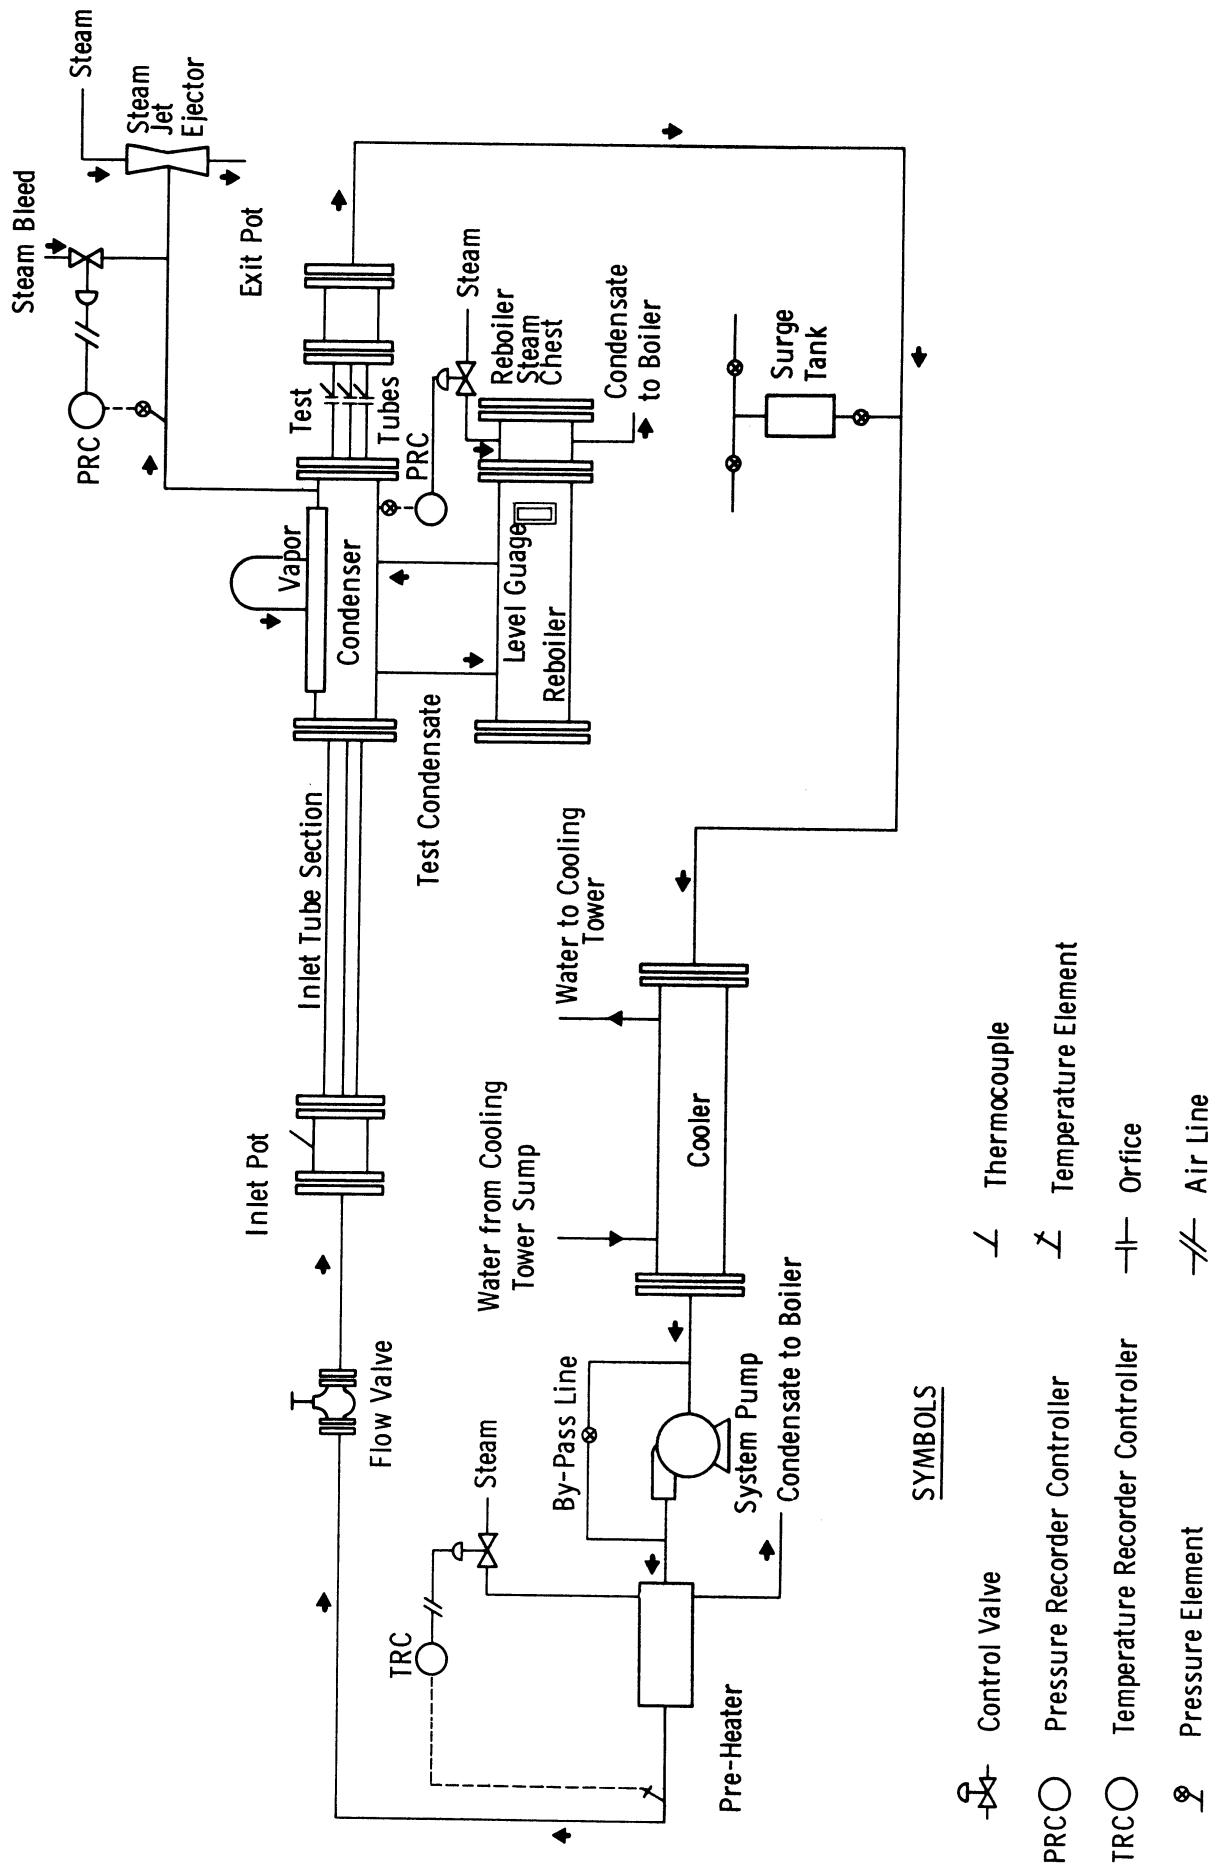 Steam Bleed
Steam
Steam
Jet
Ejector
PRC
Exit Pot
Vapor
Test
Tubes
Condenser
PRC
Steam
Reboiler
Steam
Chest
Level Guage
Reboiler
Condensate
to Boiler
Test Condensate
Inlet Tube Section
Inlet Pot
Flow Valve
Surge
Tank
Water to Cooling
Tower
Water from Cooling
Tower Sump
Cooler
By-Pass Line
System Pump
Condensate to Boiler
Steam
TRC
Pre-Heater
SYMBOLS
Control Valve
Thermocouple
PRC
Pressure Recorder Controller
Temperature Element
TRC
Temperature Recorder Controller
Orfice
Pressure Element
Air Line